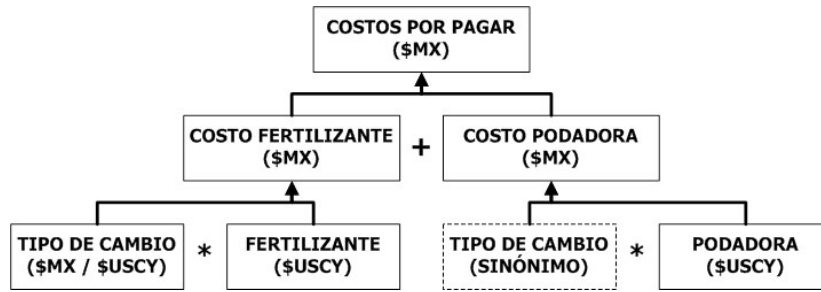 COSTOS POR PAGAR
($MX)
COSTO FERTILIZANTE
($MX)
+
COSTO PODADORA
($MX)
TIPO DE CAMBIO
($MX / $USCY)
*
FERTILIZANTE
($USCY)
TIPO DE CAMBIO
(SINÓNIMO)
*
PODADORA
($USCY)